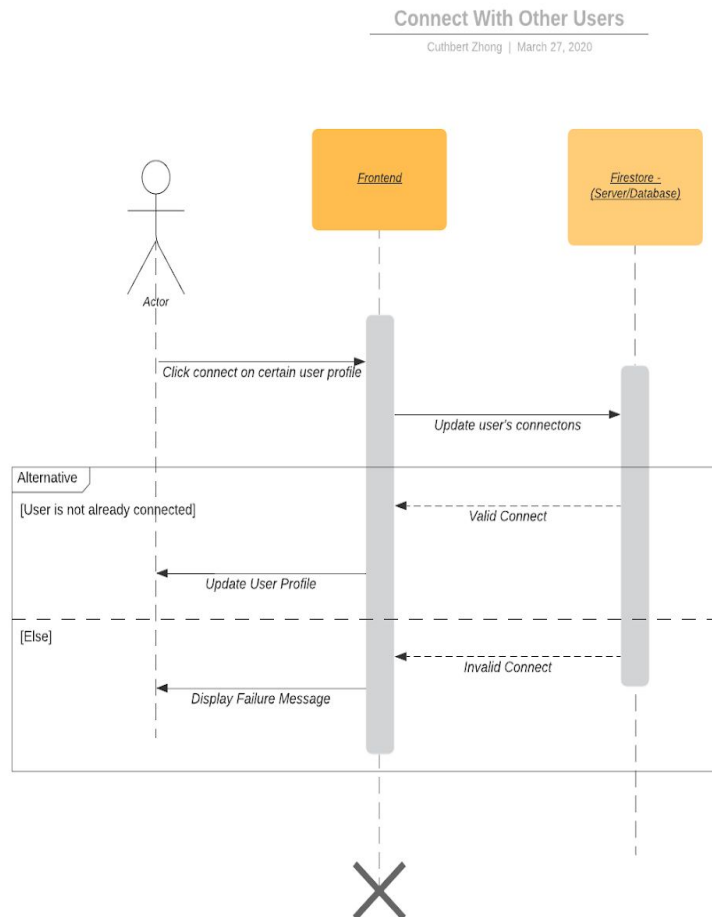 Connect With Other Users
Cuthbert Zhong | March 27, 2020
Frontend
Firestore -
(Server/Database)
Actor
Click connect on certain user profile
Update user's connectons
Alternative
[User is not already connected]
Valid Connect
Update User Profile
[Else]
Invalid Connect
Display Failure Message